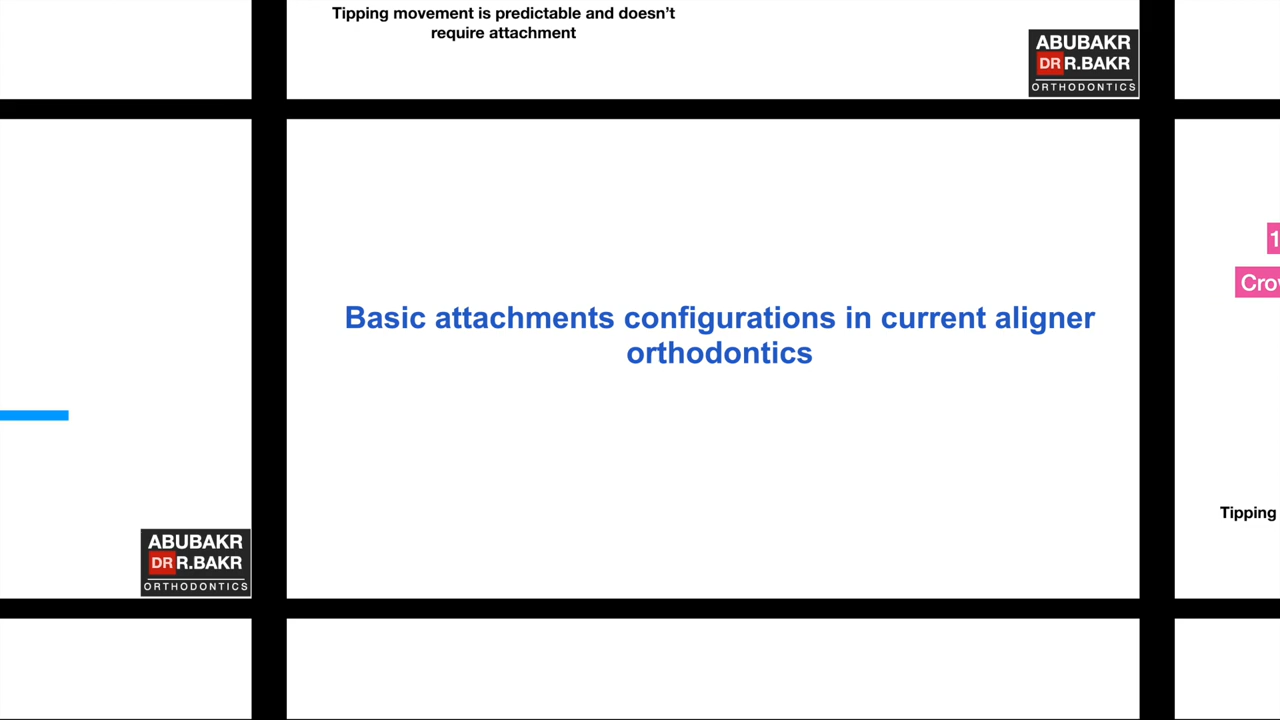 Tipping movement is predictable and doesn't
require attachment
ABUBAKR
DR R.BAKR
ORTHODONTICS
Basic attachments configurations in current aligner
orthodontics
1
Tipping
ABUBAKR
DR R.BAKR
ORTHODONTICS